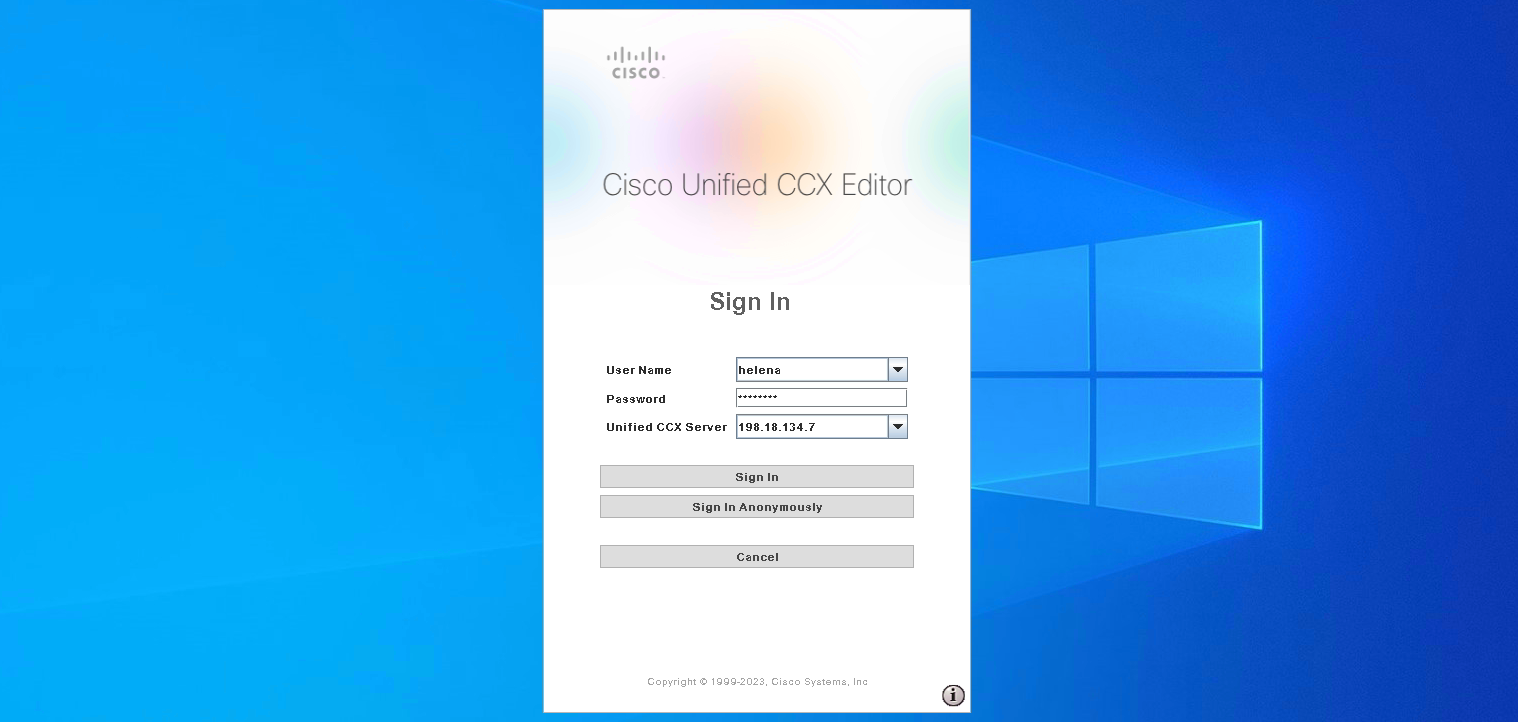 CISCO
Cisco Unified CCX Editor
Sign In
User Name helena
Password ********
Unified CCX Server 198.18.134.7
Sign In
Sign In Anonymously
Cancel
Copyright © 1999-2023, Cisco Systems, Inc
i